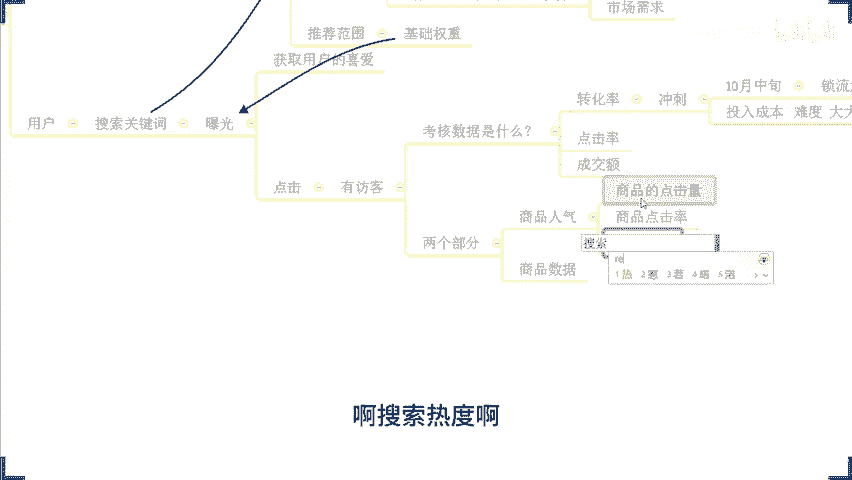 市场需求
推荐范围 基础权重
获取用户的喜爱
用户 搜索关键词 曝光
10月中旬
转化率 冲刺
投入成本 难度
考核数据是什么？
点击率
成交额
点击 有访客
商品的点击量
商品人气 商品点击率
两个部分
搜索
re
1热 2惹 3若 4喏 5渃
商品数据
啊搜索热度啊